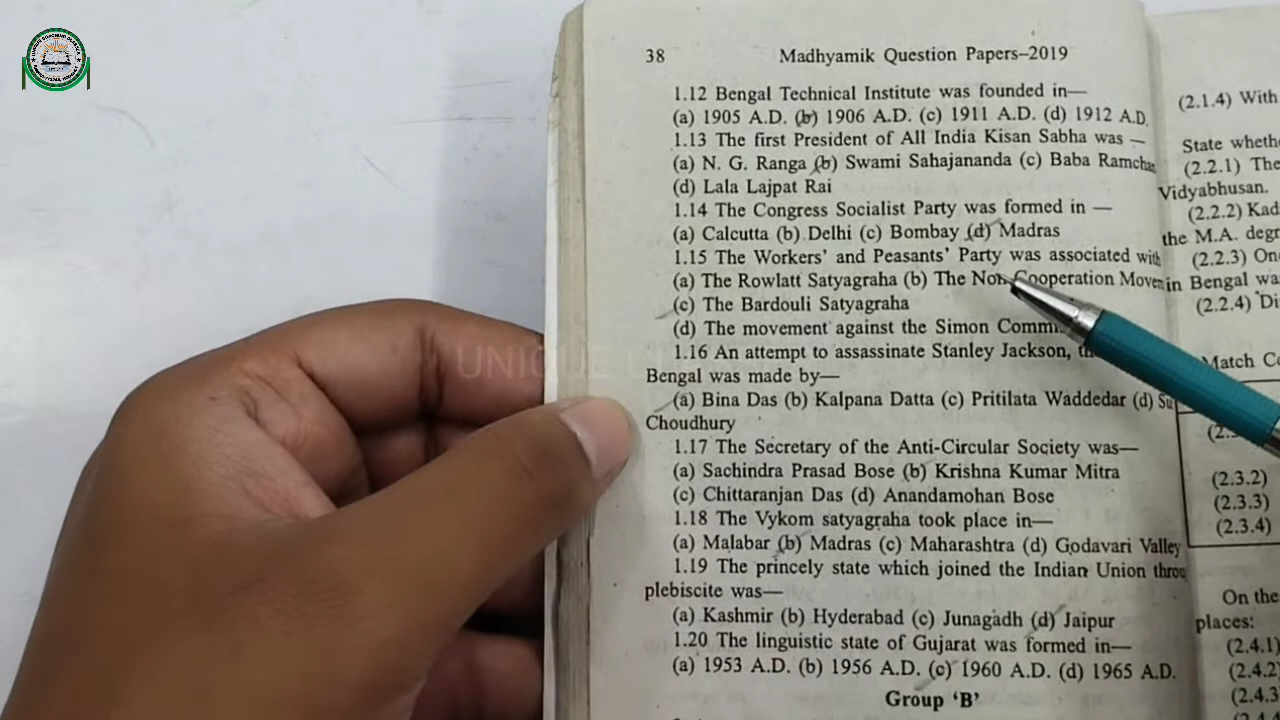 38 Madhyamik Question Papers–2019
1.12 Bengal Technical Institute was founded in—
(a) 1905 A.D. (b) 1906 A.D. (c) 1911 A.D. (d) 1912 A.D.
1.13 The first President of All India Kisan Sabha was —
(a) N. G. Ranga (b) Swami Sahajananda (c) Baba Ramchan
(d) Lala Lajpat Rai
1.14 The Congress Socialist Party was formed in —
(a) Calcutta (b) Delhi (c) Bombay (d) Madras
1.15 The Workers' and Peasants' Party was associated with
(a) The Rowlatt Satyagraha (b) The Non Cooperation Movem
(c) The Bardouli Satyagraha
(d) The movement against the Simon Commi
1.16 An attempt to assassinate Stanley Jackson,
Bengal was made by—
(a) Bina Das (b) Kalpana Datta (c) Pritilata Waddedar (d) Su
Choudhury
1.17 The Secretary of the Anti-Circular Society was—
(a) Sachindra Prasad Bose (b) Krishna Kumar Mitra
(c) Chittaranjan Das (d) Anandamohan Bose
1.18 The Vykom satyagraha took place in—
(a) Malabar (b) Madras (c) Maharashtra (d) Godavari Valley
1.19 The princely state which joined the Indian Union throu
plebiscite was—
(a) Kashmir (b) Hyderabad (c) Junagadh (d) Jaipur
1.20 The linguistic state of Gujarat was formed in—
(a) 1953 A.D. (b) 1956 A.D. (c) 1960 A.D. (d) 1965 A.D.
Group 'B'
(2.1.4) With
State wheth
(2.2.1) The
Vidyabhusan.
(2.2.2) Kad
the M.A. degr
(2.2.3) On
in Bengal wa
(2.2.4) 'Di
Match Co
(2.3.2)
(2.3.3)
(2.3.4)
On the
places:
(2.4.1)
(2.4.2
(2.4.3
UNIQUE